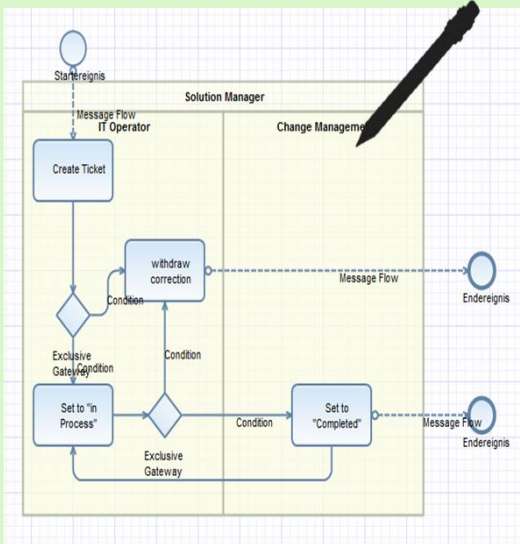 Startereignis
Solution Manager
Message Flow
IT Operator
Change Manageme
Create Ticket
withdraw
correction
Message Flow
Condition
Endereignis
Exclusive
Gateway
Condition
Condition
Set to "in
Process"
Condition
Set to
"Completed"
Message Flow
Endereignis
Exclusive
Gateway